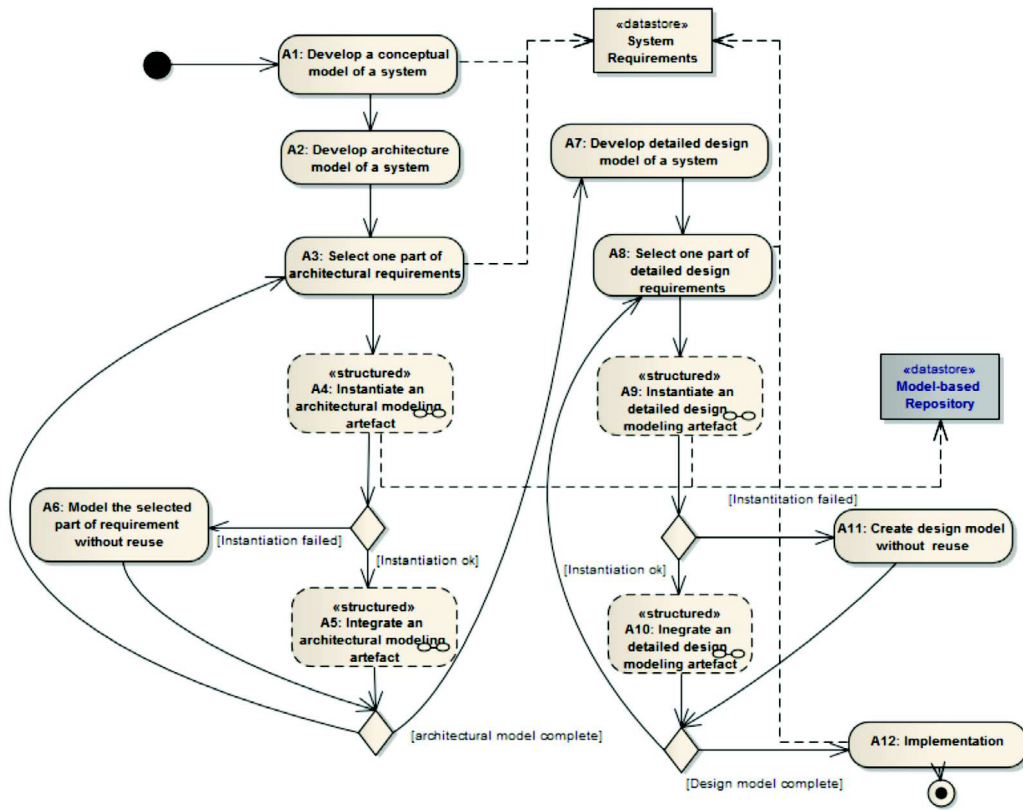 «datastore»
System
Requirements
A1: Develop a conceptual
model of a system
A2: Develop architecture
model of a system
A7: Develop detailed design
model of a system
A3: Select one part of
architectural requirements
A8: Select one part of
detailed design
requirements
«structured»
A4: Instantiate an
architectural modeling
artefact
«structured»
A9: Instantiate an
detailed design
modeling artefact
«datastore»
Model-based
Repository
A6: Model the selected
part of requirement
without reuse
[Instantiation failed]
[Instantiation ok]
[Instantitation failed]
A11: Create design model
without reuse
[Instantiation ok]
«structured»
A5: Integrate an
architectural modeling
artefact
«structured»
A10: Inegrate an
detailed design
modeling artefact
[architectural model complete]
A12: Implementation
[Design model complete]